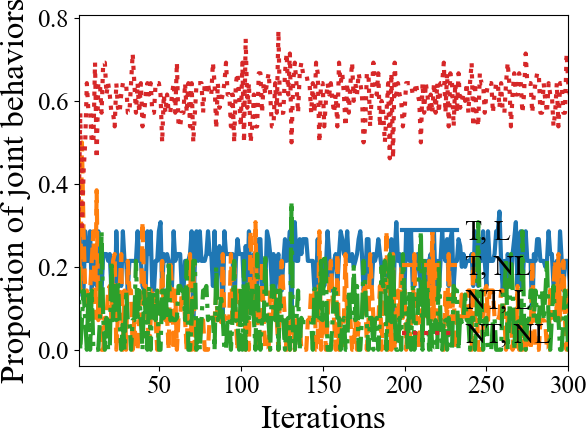 Proportion of joint behaviors
0.8
0.6
0.4
0.2
0.0
T, L
T, NL
NT, L
NT, NL
50
100
150
200
250
300
Iterations